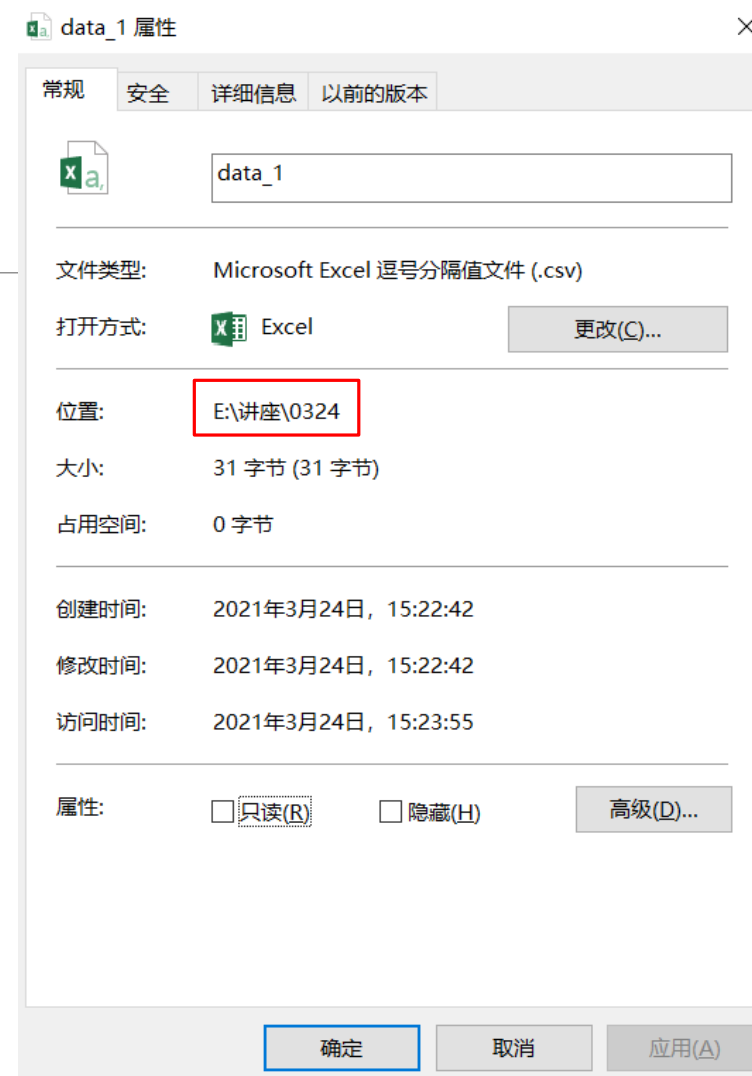 data_1 属性
常规 安全 详细信息 以前的版本
data_1
文件类型: Microsoft Excel 逗号分隔值文件 (.csv)
打开方式: Excel 更改(C)...
位置: E:\讲座\0324
大小: 31 字节 (31 字节)
占用空间: 0 字节
创建时间: 2021年3月24日，15:22:42
修改时间: 2021年3月24日，15:22:42
访问时间: 2021年3月24日，15:23:55
属性: 只读(R) 隐藏(H) 高级(D)...
确定 取消 应用(A)